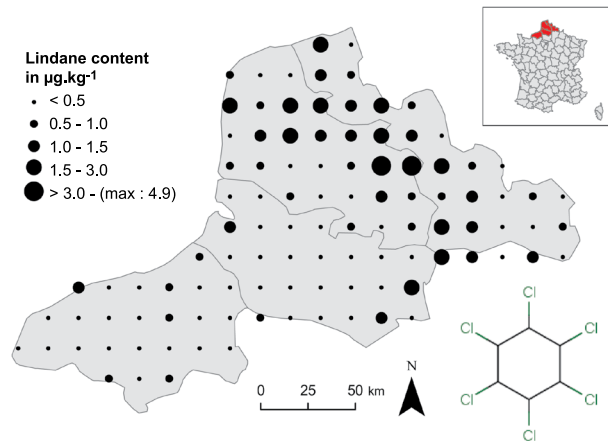 Lindane content
in µg.kg-1
< 0.5
0.5 - 1.0
1.0 - 1.5
1.5 - 3.0
> 3.0 - (max : 4.9)
N
0 25 50 km
Cl
Cl
Cl
Cl
Cl
Cl